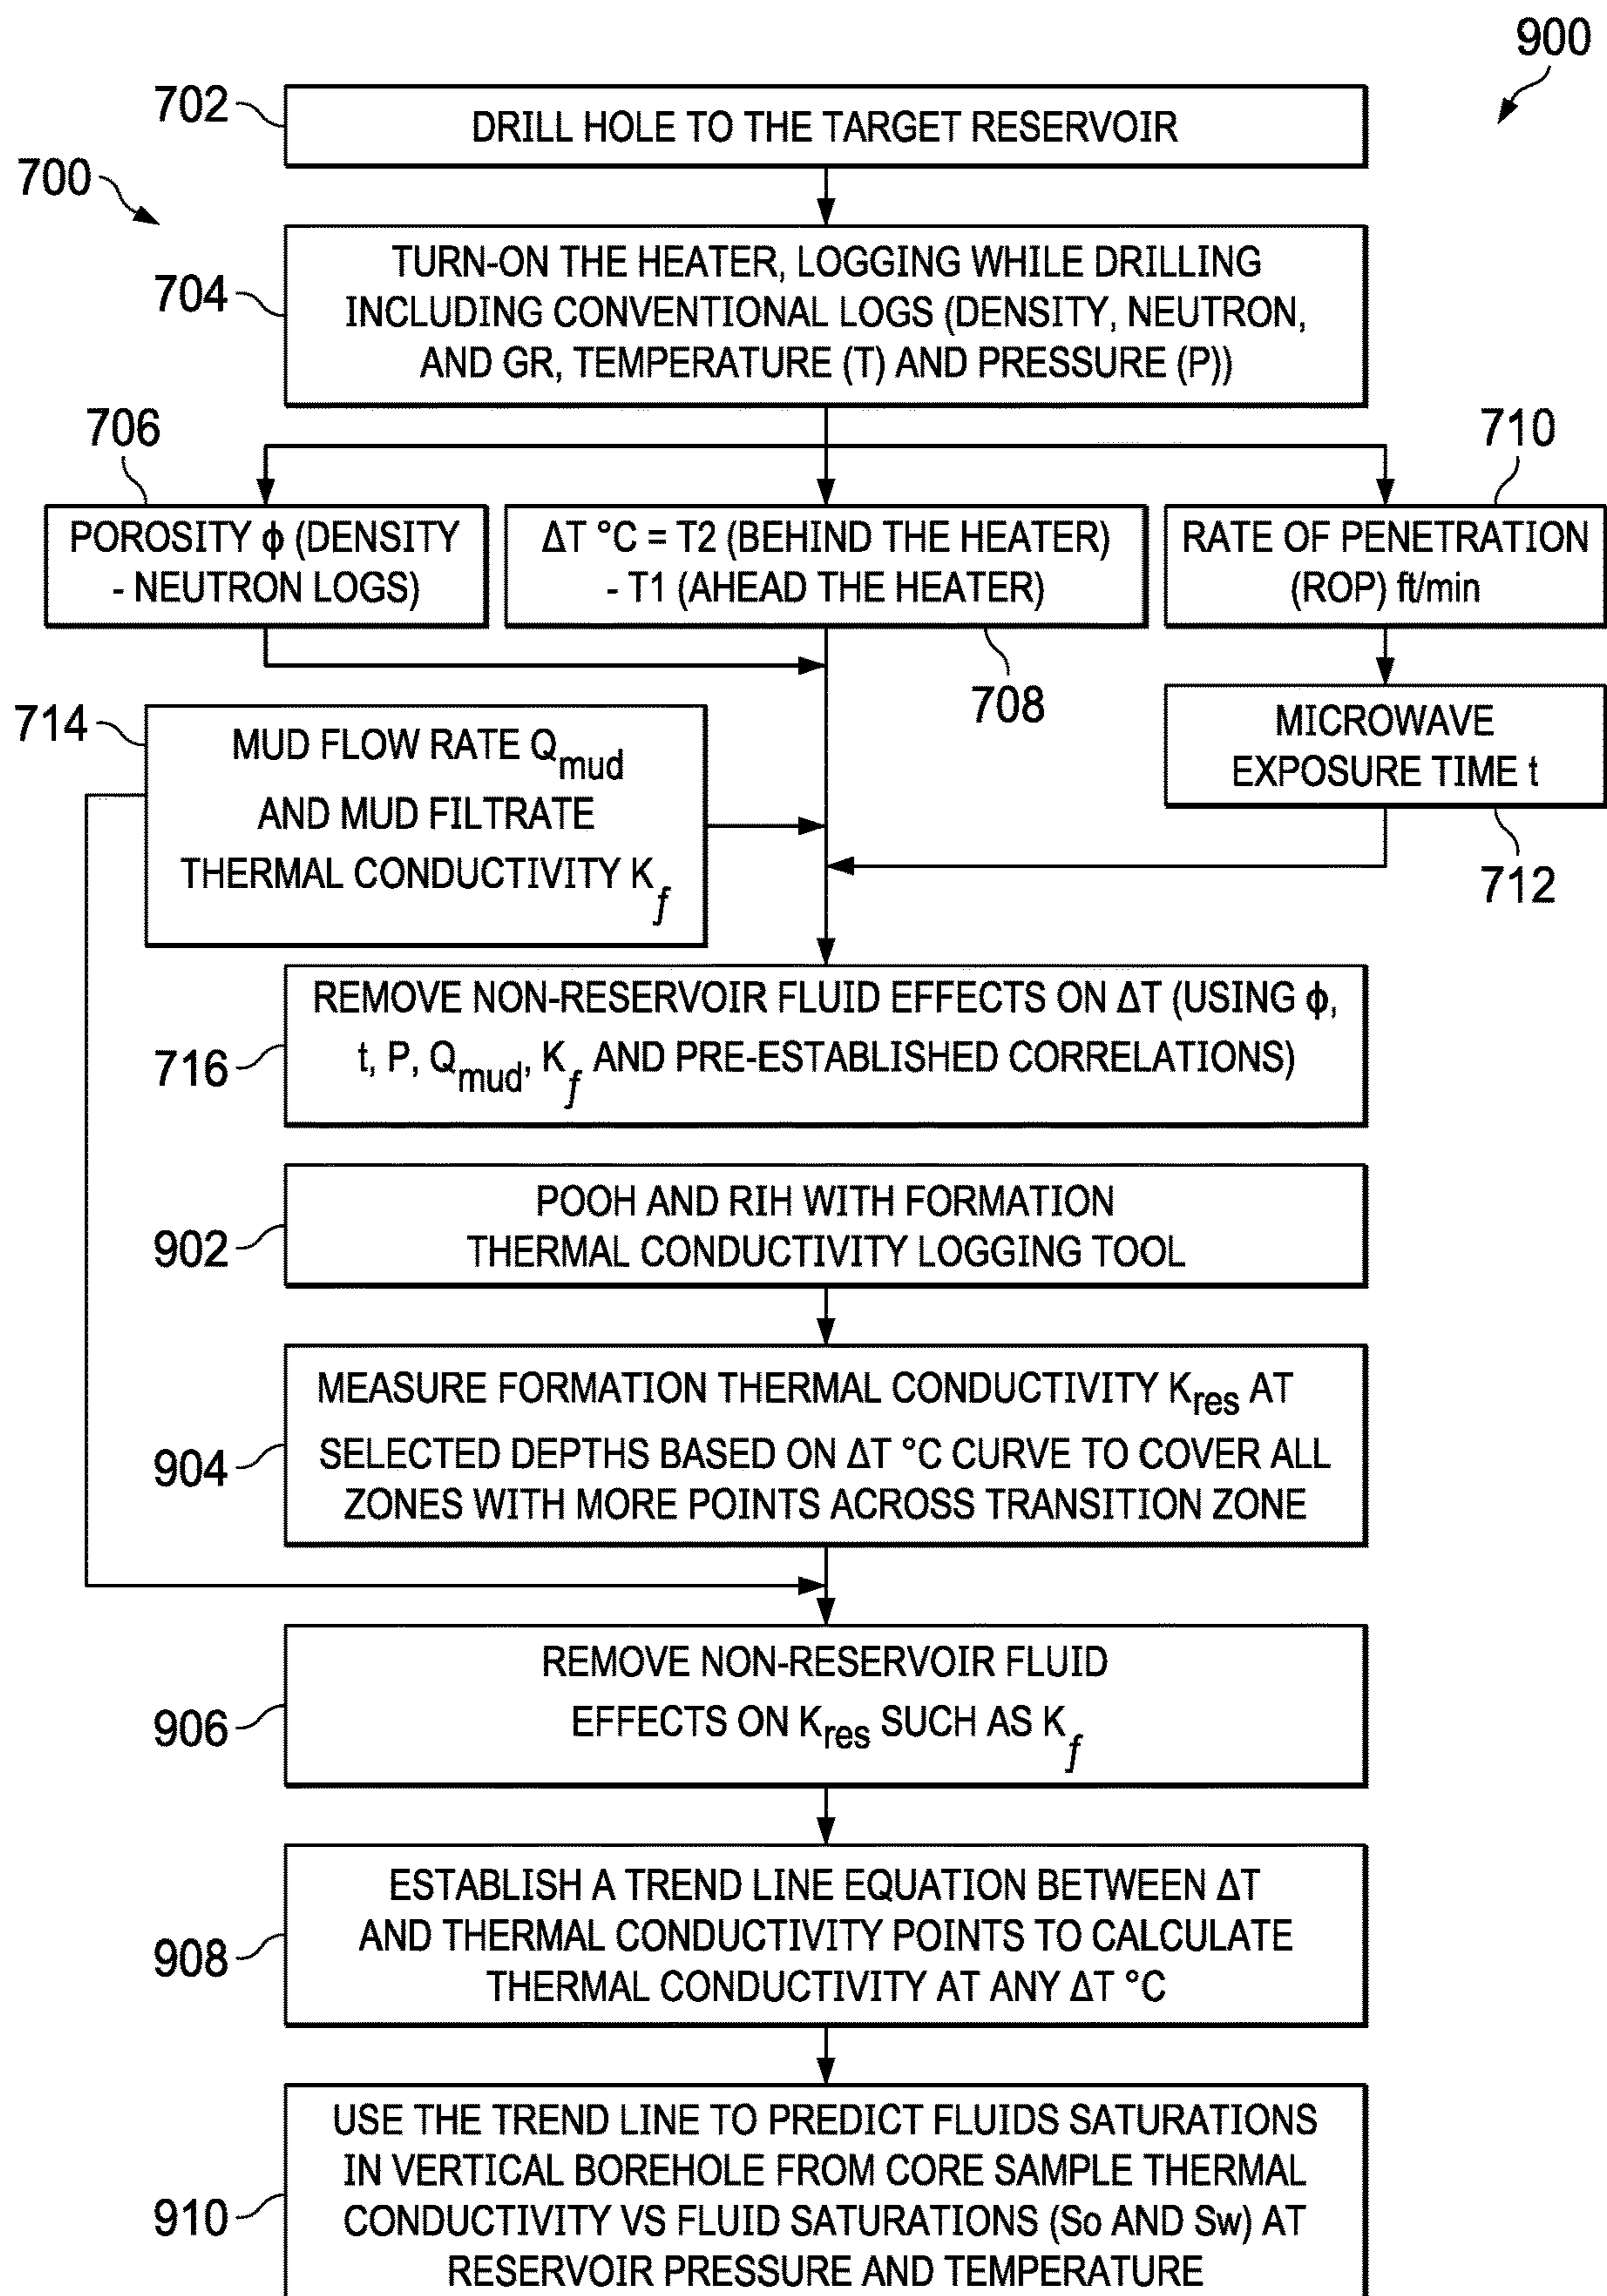 900
702
DRILL HOLE TO THE TARGET RESERVOIR
700
704
TURN-ON THE HEATER, LOGGING WHILE DRILLING
INCLUDING CONVENTIONAL LOGS (DENSITY, NEUTRON,
AND GR, TEMPERATURE (T) AND PRESSURE (P))
706
710
POROSITY ϕ (DENSITY
- NEUTRON LOGS)
ΔT °C = T2 (BEHIND THE HEATER)
- T1 (AHEAD THE HEATER)
RATE OF PENETRATION
(ROP) ft/min
708
714
MUD FLOW RATE Qmud
AND MUD FILTRATE
THERMAL CONDUCTIVITY Kf
MICROWAVE
EXPOSURE TIME t
712
716
REMOVE NON-RESERVOIR FLUID EFFECTS ON ΔT (USING ϕ,
t, P, Qmud, Kf AND PRE-ESTABLISHED CORRELATIONS)
902
POOH AND RIH WITH FORMATION
THERMAL CONDUCTIVITY LOGGING TOOL
904
MEASURE FORMATION THERMAL CONDUCTIVITY Kres AT
SELECTED DEPTHS BASED ON ΔT °C CURVE TO COVER ALL
ZONES WITH MORE POINTS ACROSS TRANSITION ZONE
906
REMOVE NON-RESERVOIR FLUID
EFFECTS ON Kres SUCH AS Kf
908
ESTABLISH A TREND LINE EQUATION BETWEEN ΔT
AND THERMAL CONDUCTIVITY POINTS TO CALCULATE
THERMAL CONDUCTIVITY AT ANY ΔT °C
910
USE THE TREND LINE TO PREDICT FLUIDS SATURATIONS
IN VERTICAL BOREHOLE FROM CORE SAMPLE THERMAL
CONDUCTIVITY VS FLUID SATURATIONS (So AND Sw) AT
RESERVOIR PRESSURE AND TEMPERATURE